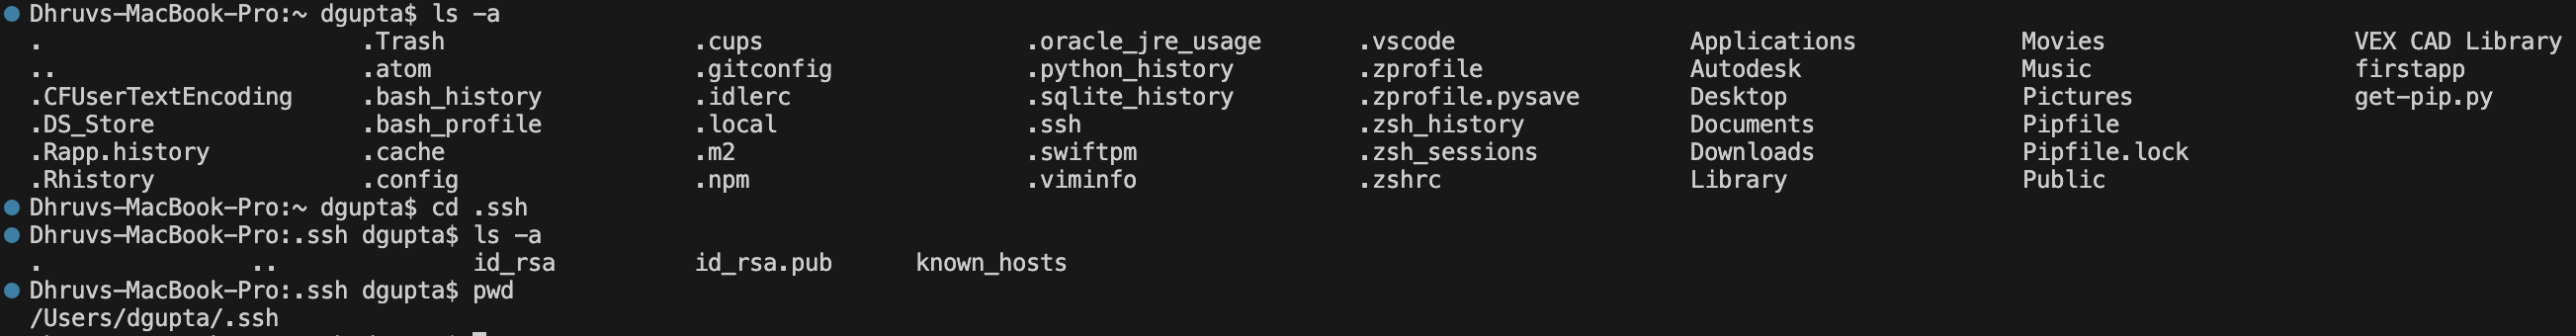 Dhruvs-MacBook-Pro:~ dgupta$ ls -a
. .Trash .cups .oracle_jre_usage .vscode Applications Movies VEX CAD Library
.. .atom .gitconfig .python_history .zprofile Autodesk Music firstapp
.CFUserTextEncoding .bash_history .idlerc .sqlite_history .zprofile.pysave Desktop Pictures get-pip.py
.DS_Store .bash_profile .local .ssh .zsh_history Documents Pipfile
.Rapp.history .cache .m2 .swiftpm .zsh_sessions Downloads Pipfile.lock
.Rhistory .config .npm .viminfo .zshrc Library Public
Dhruvs-MacBook-Pro:~ dgupta$ cd .ssh
Dhruvs-MacBook-Pro:.ssh dgupta$ ls -a
. .. id_rsa id_rsa.pub known_hosts
Dhruvs-MacBook-Pro:.ssh dgupta$ pwd
/Users/dgupta/.ssh